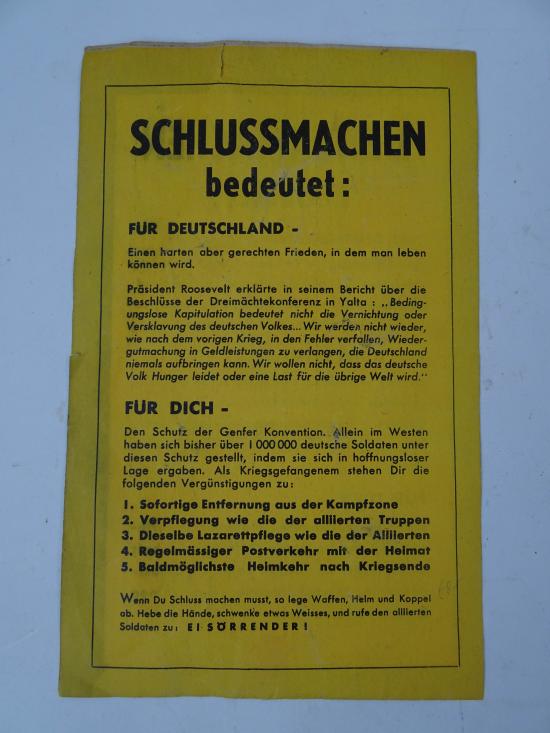 SCHLUSSMACHEN
bedeutet:
FÜR DEUTSCHLAND -
Einen harten aber gerechten Frieden, in dem man leben
können wird.
Präsident Roosevelt erklärte in seinem Bericht über die
Beschlüsse der Dreimächtekonferenz in Yalta : „Beding-
ungslose Kapitulation bedeutet nicht die Vernichtung oder
Versklavung des deutschen Volkes... Wir werden nicht wieder,
wie nach dem vorigen Krieg, in den Fehler verfallen, Wieder-
gutmachung in Geldleistungen zu verlangen, die Deutschland
niemals aufbringen kann. Wir wollen nicht, dass das deutsche
Volk Hunger leidet oder eine Last für die übrige Welt wird."
FÜR DICH -
Den Schutz der Genfer Konvention. Allein im Westen
haben sich bisher über 1 000 000 deutsche Soldaten unter
diesen Schutz gestellt, indem sie sich in hoffnungsloser
Lage ergaben. Als Kriegsgefangenem stehen Dir die
folgenden Vergünstigungen zu:
1. Sofortige Entfernung aus der Kampfzone
2. Verpflegung wie die der alliierten Truppen
3. Dieselbe Lazarettpflege wie die der Alliierten
4. Regelmässiger Postverkehr mit der Heimat
5. Baldmöglichste Heimkehr nach Kriegsende
Wenn Du Schluss machen musst, so lege Waffen, Helm und Koppel
ab. Hebe die Hände, schwenke etwas Weisses, und rufe den alliierten
Soldaten zu: EI SÖRRENDER!